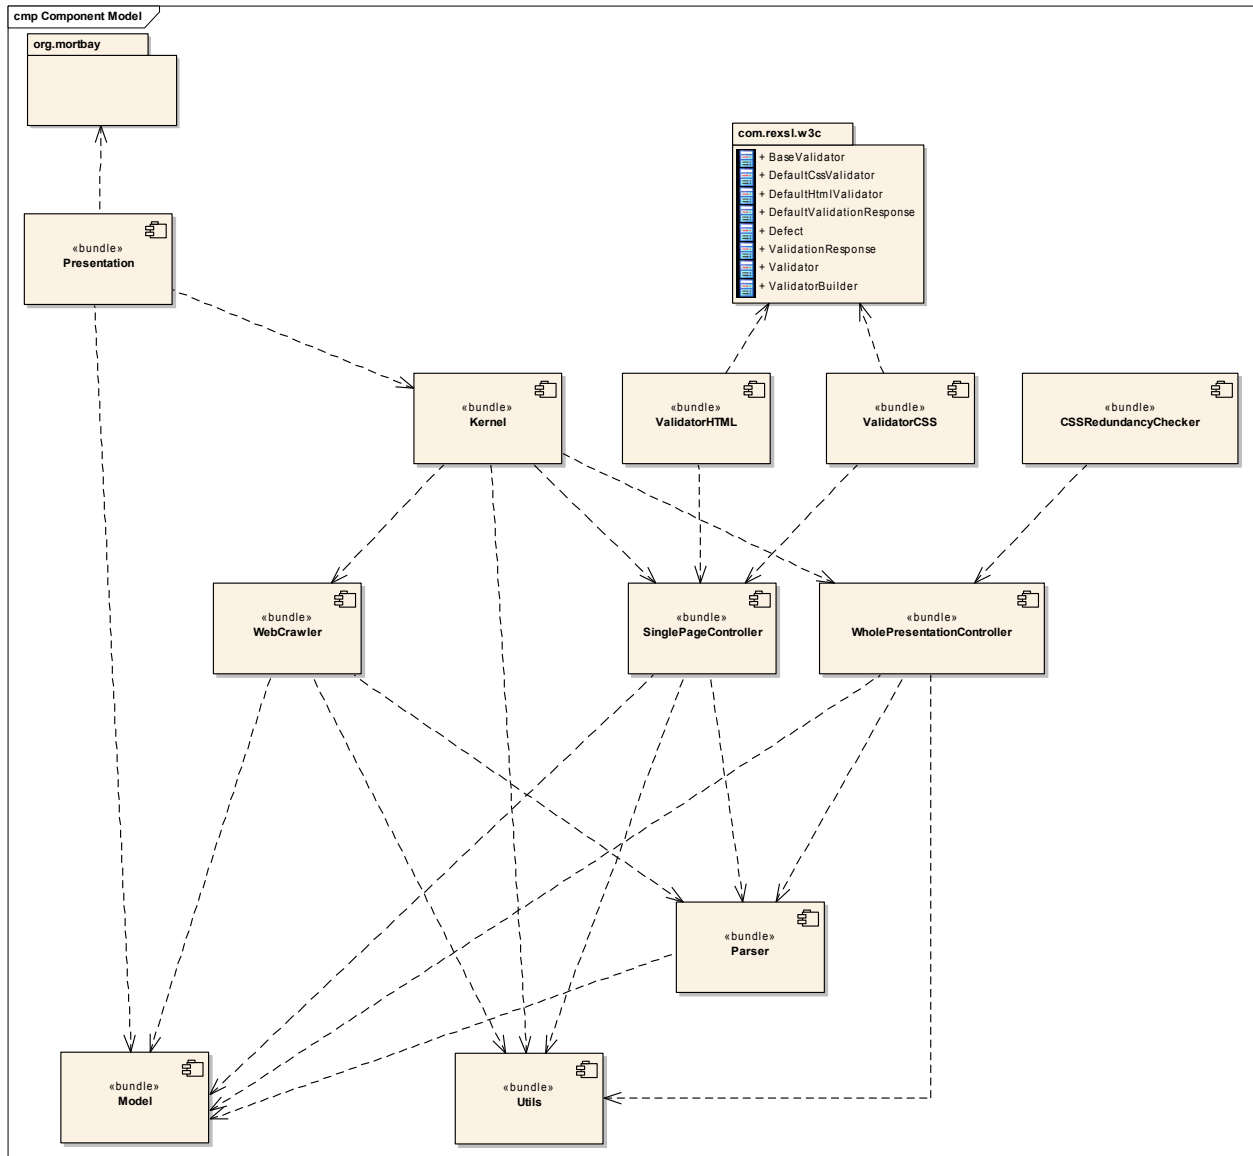 cmp Component Model
org.mortbay
com.rexsl.w3c
+ BaseValidator
+ DefaultCssValidator
+ DefaultHtmlValidator
+ DefaultValidationResponse
+ Defect
+ ValidationResponse
+ Validator
+ ValidatorBuilder
«bundle»
Presentation
«bundle»
Kernel
«bundle»
ValidatorHTML
«bundle»
ValidatorCSS
«bundle»
CSSRedundancyChecker
«bundle»
WebCrawler
«bundle»
SinglePageController
«bundle»
WholePresentationController
«bundle»
Parser
«bundle»
Model
«bundle»
Utils